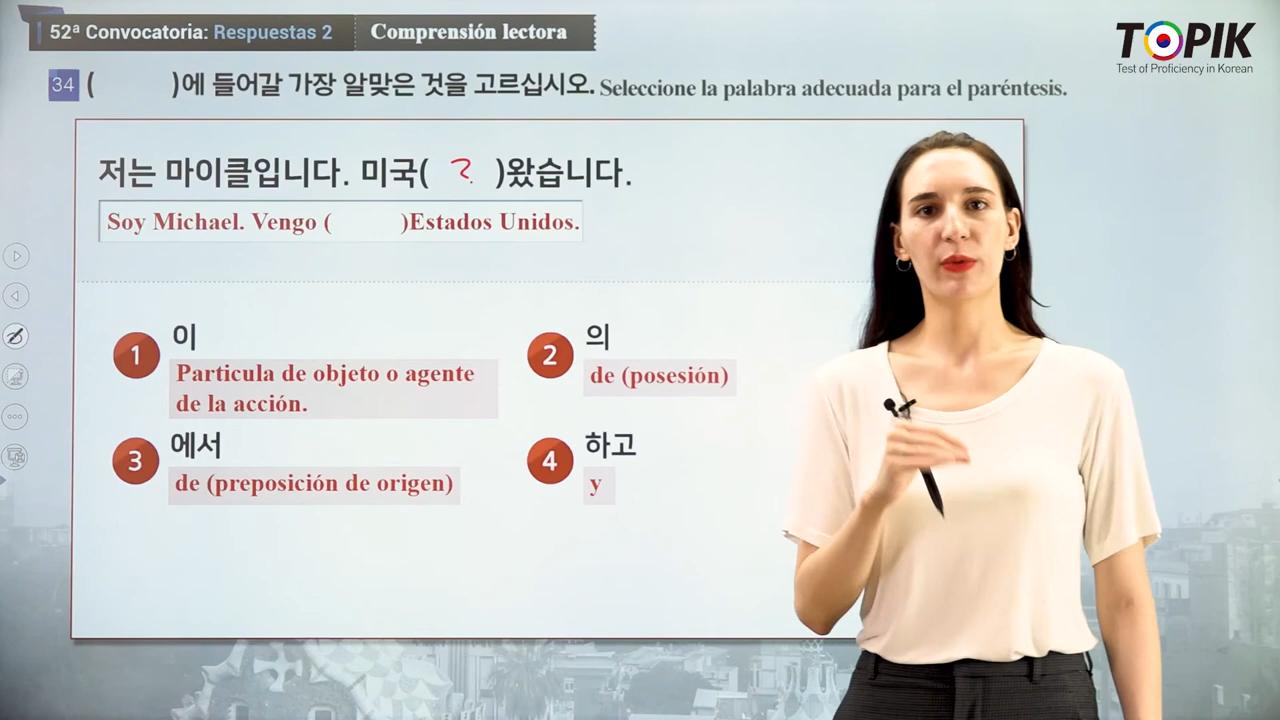 52ª Convocatoria: Respuestas 2 Comprensión lectora
TOPIK
Test of Proficiency in Korean
34 ( )에 들어갈 가장 알맞은 것을 고르십시오. Seleccione la palabra adecuada para el paréntesis.
저는 마이클입니다. 미국( ? )왔습니다.
Soy Michael. Vengo ( )Estados Unidos.
1 이
Particula de objeto o agente
de la acción.
2 의
de (posesión)
3 에서
de (preposición de origen)
4 하고
y